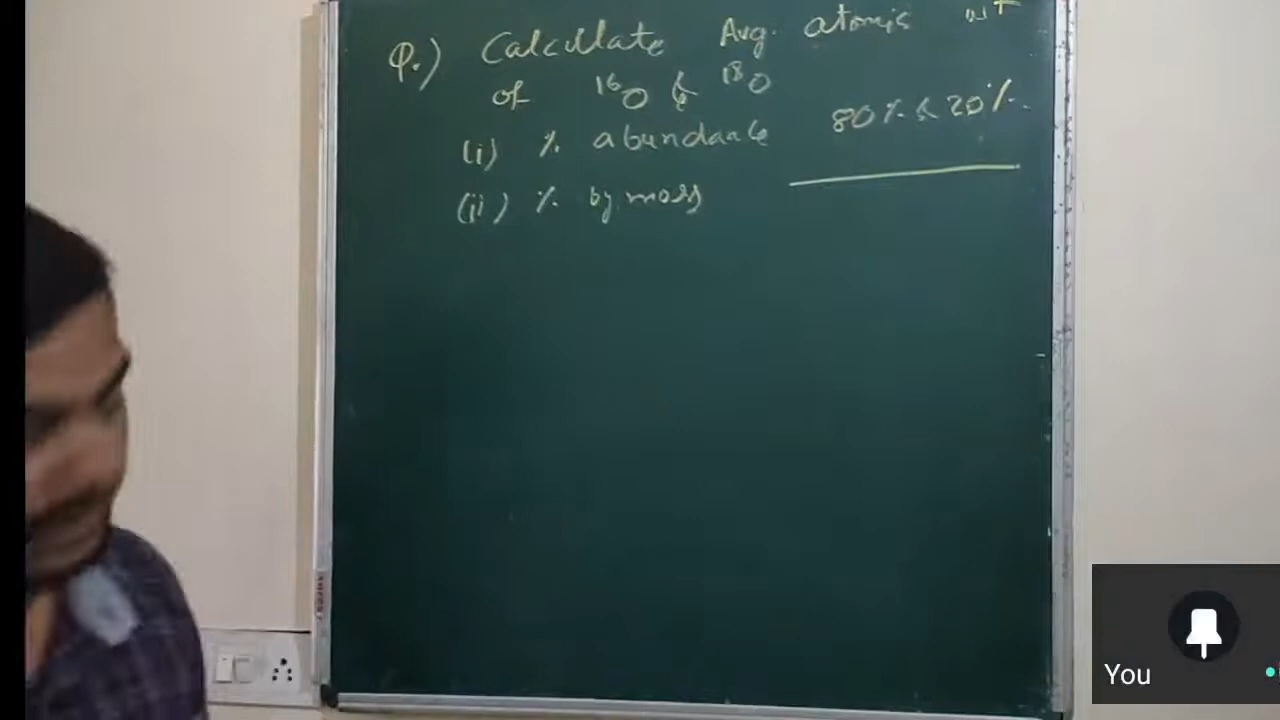 Q.) Calculate Avg. atomic wt
of ¹⁶O & ¹⁸O
(i) % abundance 80% & 20%.
(ii) % by mass
You